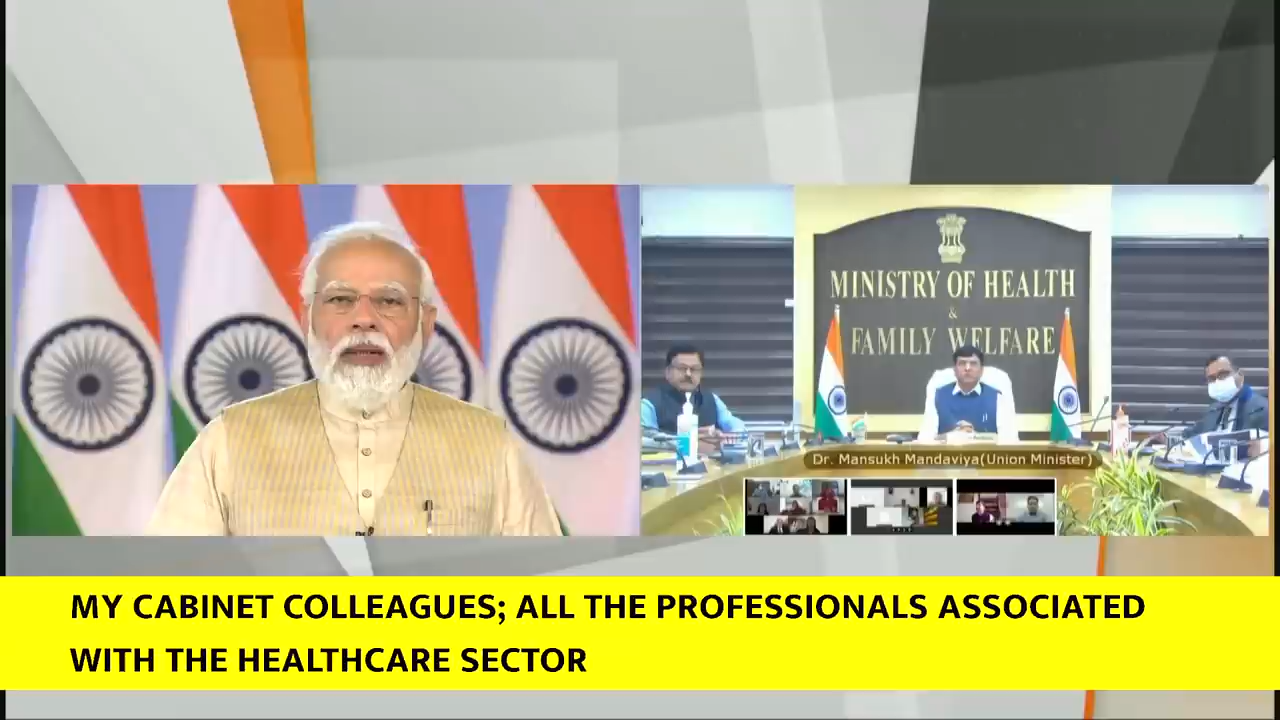 MINISTRY OF HEALTH
&
FAMILY WELFARE
Dr. Mansukh Mandaviya(Union Minister)
MY CABINET COLLEAGUES; ALL THE PROFESSIONALS ASSOCIATED
WITH THE HEALTHCARE SECTOR